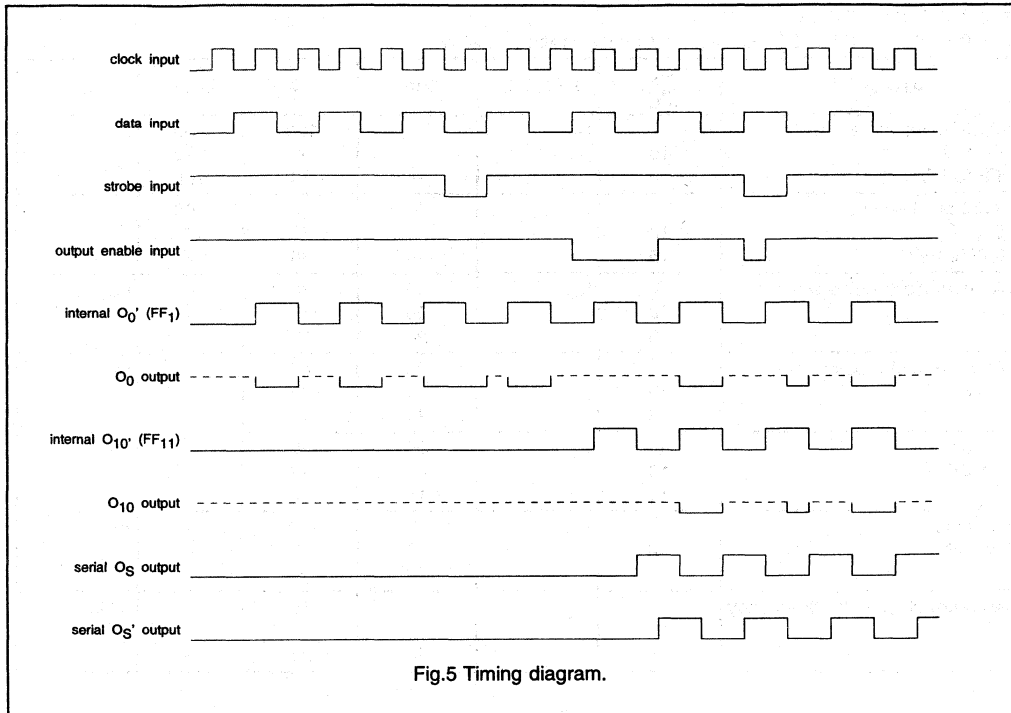 clock input
data input
strobe input
output enable input
internal O₀' (FF₁)
O₀ output
internal O₁₀' (FF₁₁)
O₁₀ output
serial Oₛ output
serial Oₛ' output
Fig.5 Timing diagram.